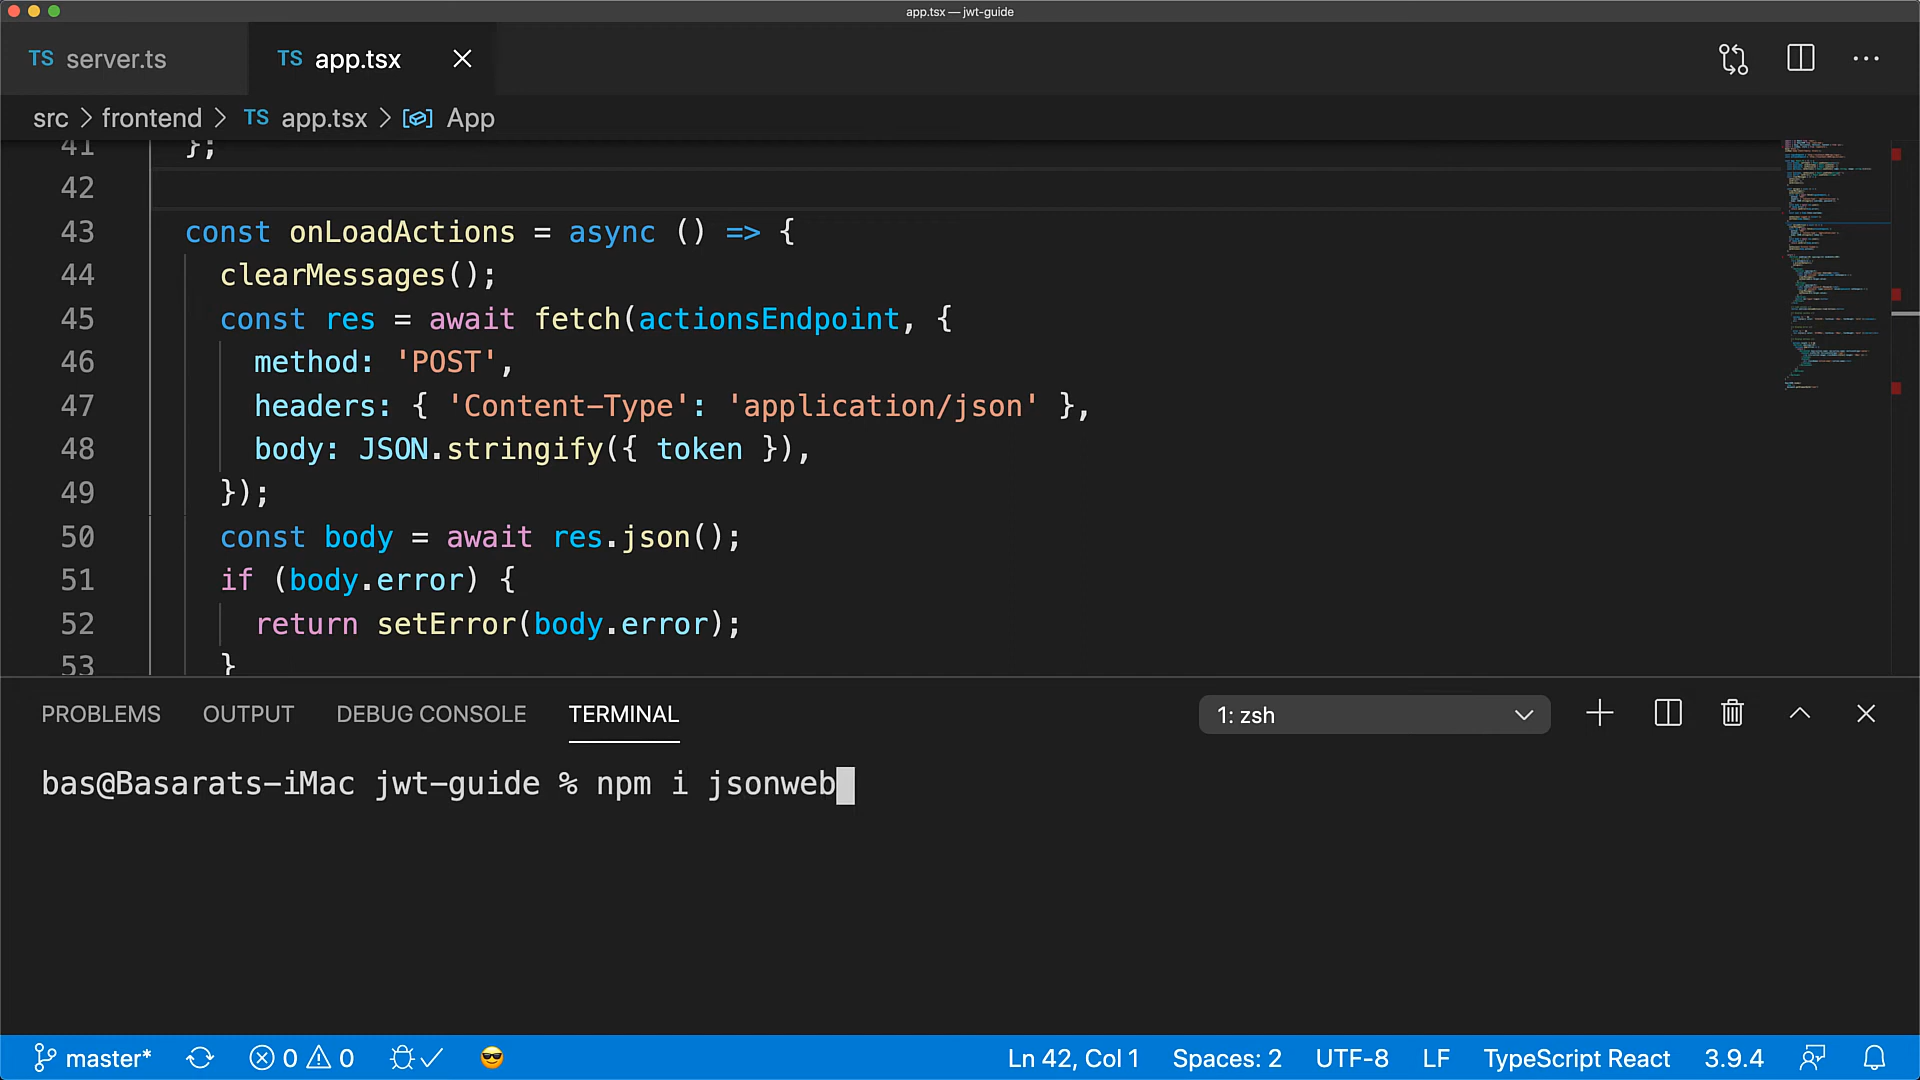 app.tsx — jwt-guide
TS server.ts
TS app.tsx
src > frontend > TS app.tsx > App
41 };
42
43 const onLoadActions = async () => {
44 clearMessages();
45 const res = await fetch(actionsEndpoint, {
46 method: 'POST',
47 headers: { 'Content-Type': 'application/json' },
48 body: JSON.stringify({ token }),
49 });
50 const body = await res.json();
51 if (body.error) {
52 return setError(body.error);
53 }
PROBLEMS OUTPUT DEBUG CONSOLE TERMINAL 1: zsh
bas@Basarats-iMac jwt-guide % npm i jsonweb
master* 0 0 Ln 42, Col 1 Spaces: 2 UTF-8 LF TypeScript React 3.9.4